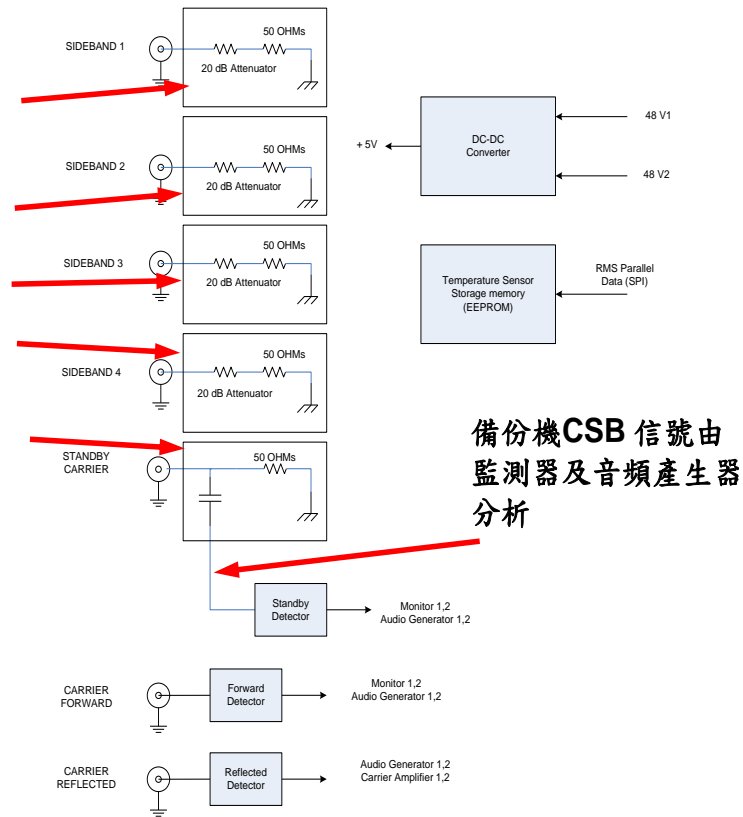 SIDEBAND 1
50 OHMs
20 dB Attenuator
SIDEBAND 2
50 OHMs
20 dB Attenuator
SIDEBAND 3
50 OHMs
20 dB Attenuator
SIDEBAND 4
50 OHMs
20 dB Attenuator
STANDBY
CARRIER
50 OHMs
Standby
Detector
Monitor 1,2
Audio Generator 1,2
CARRIER
FORWARD
Forward
Detector
Monitor 1,2
Audio Generator 1,2
CARRIER
REFLECTED
Reflected
Detector
Audio Generator 1,2
Carrier Amplifier 1,2
+ 5V
DC-DC
Converter
48 V1
48 V2
Temperature Sensor
Storage memory
(EEPROM)
RMS Parallel
Data (SPI)
備份機CSB 信號由
監測器及音頻產生器
分析